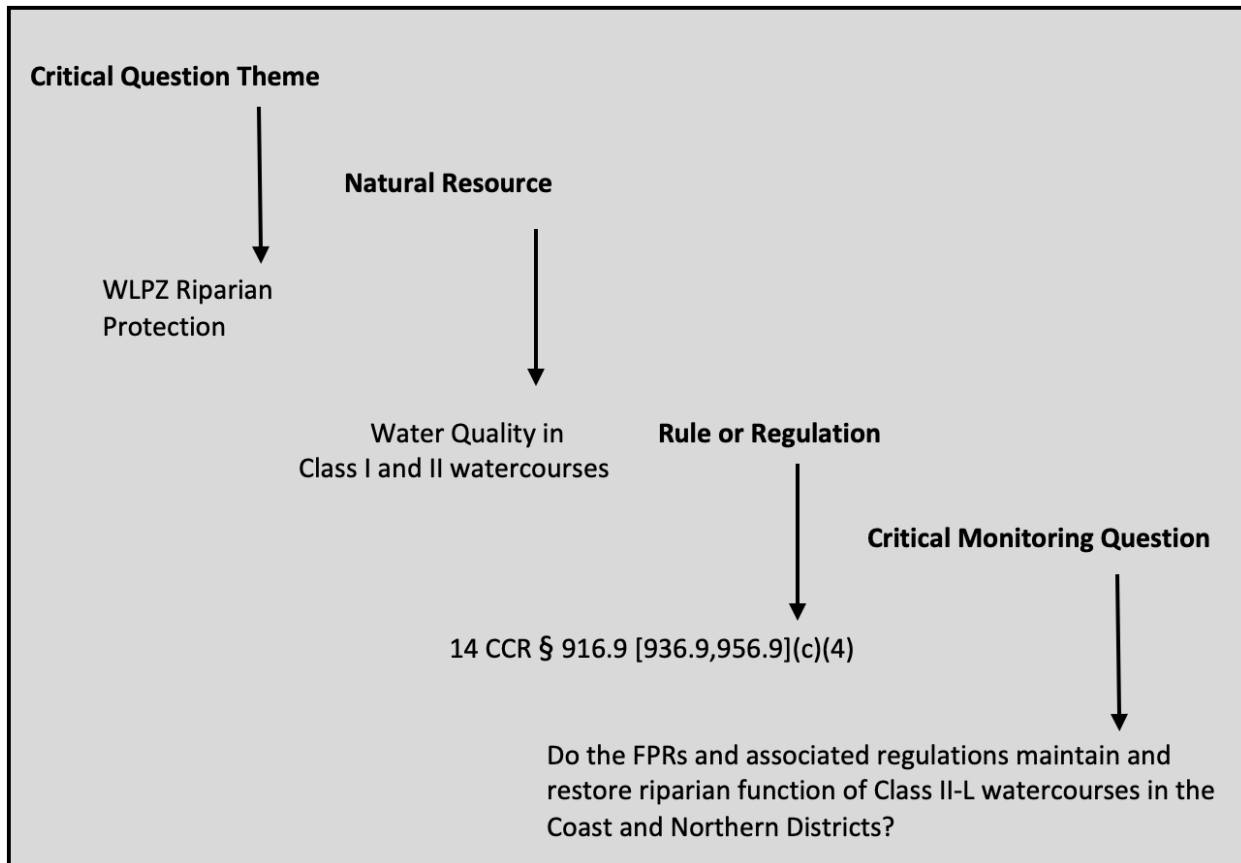 Critical Question Theme
Natural Resource
WLPZ Riparian
Protection
Water Quality in
Class I and II watercourses
Rule or Regulation
Critical Monitoring Question
14 CCR § 916.9 [936.9,956.9](c)(4)
Do the FPRs and associated regulations maintain and
restore riparian function of Class II-L watercourses in the
Coast and Northern Districts?